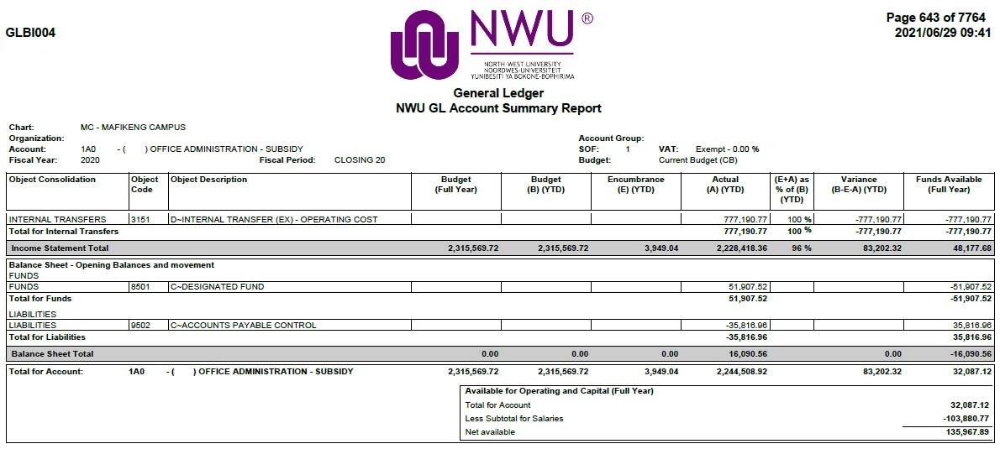 GLBI004
NWU®
NORTH-WEST UNIVERSITY
NOORDWES-UNIVERSITEIT
YUNIBESITI YA BOKONE-BOPHIRIMA
Page 643 of 7764
2021/06/29 09:41
General Ledger
NWU GL Account Summary Report
Chart: MC - MAFIKENG CAMPUS
Organization: Account Group:
Account: 1A0 - ( ) OFFICE ADMINISTRATION - SUBSIDY SOF: 1 VAT: Exempt - 0.00 %
Fiscal Year: 2020 Fiscal Period: CLOSING 20 Budget: Current Budget (CB)
Object Consolidation Object Code Object Description Budget (Full Year) Budget (B) (YTD) Encumbrance (E) (YTD) Actual (A) (YTD) (E+A) as % of (B) (YTD) Variance (B-E-A) (YTD) Funds Available (Full Year)
INTERNAL TRANSFERS 3151 D~INTERNAL TRANSFER (EX) - OPERATING COST 777,190.77 100 % -777,190.77 -777,190.77
Total for Internal Transfers 777,190.77 100 % -777,190.77 -777,190.77
Income Statement Total 2,315,569.72 2,315,569.72 3,949.04 2,228,418.36 96 % 83,202.32 48,177.68
Balance Sheet - Opening Balances and movement
FUNDS
FUNDS 8501 C~DESIGNATED FUND 51,907.52 -51,907.52
Total for Funds 51,907.52 -51,907.52
LIABILITIES
LIABILITIES 9502 C~ACCOUNTS PAYABLE CONTROL -35,816.96 35,816.96
Total for Liabilities -35,816.96 35,816.96
Balance Sheet Total 0.00 0.00 0.00 16,090.56 0.00 -16,090.56
Total for Account: 1A0 - ( ) OFFICE ADMINISTRATION - SUBSIDY 2,315,569.72 2,315,569.72 3,949.04 2,244,508.92 83,202.32 32,087.12
Available for Operating and Capital (Full Year)
Total for Account 32,087.12
Less Subtotal for Salaries -103,880.77
Net available 135,967.89